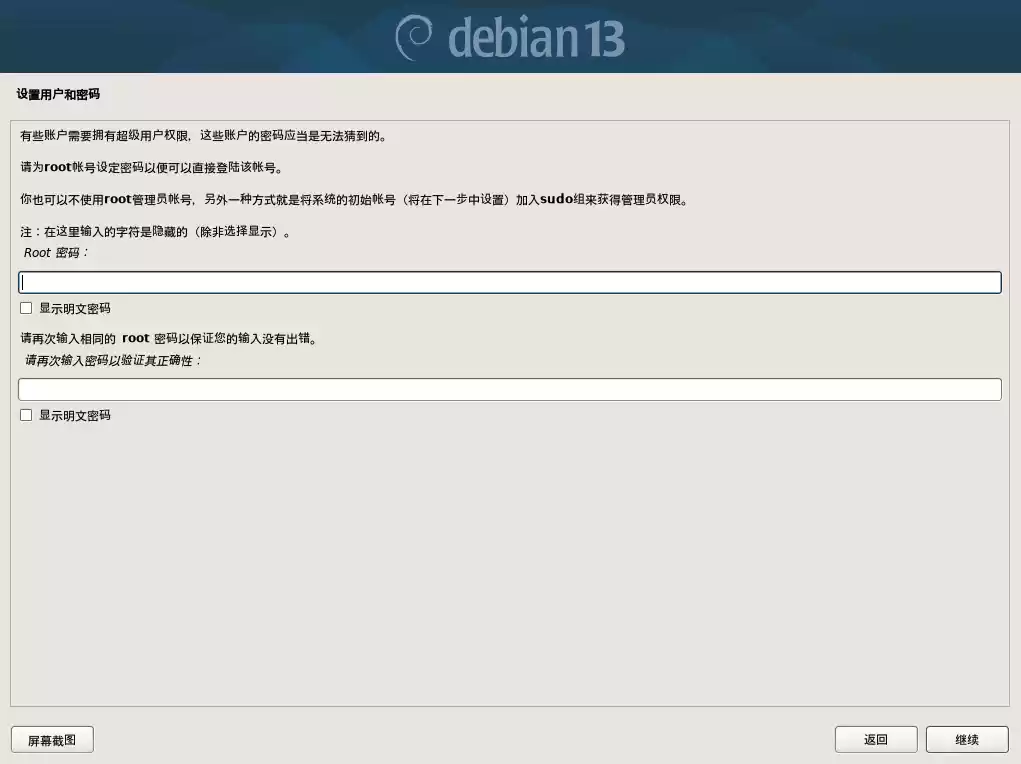 debian 13
设置用户和密码
有些账户需要拥有超级用户权限，这些账户的密码应当是无法猜到的。
请为root帐号设定密码以便可以直接登陆该帐号。
你也可以不使用root管理员帐号，另外一种方式就是将系统的初始帐号（将在下一步中设置）加入sudo组来获得管理员权限。
注：在这里输入的字符是隐藏的（除非选择显示）。
Root 密码：
显示明文密码
请再次输入相同的 root 密码以保证您的输入没有出错。
请再次输入密码以验证其正确性：
显示明文密码
屏幕截图 返回 继续